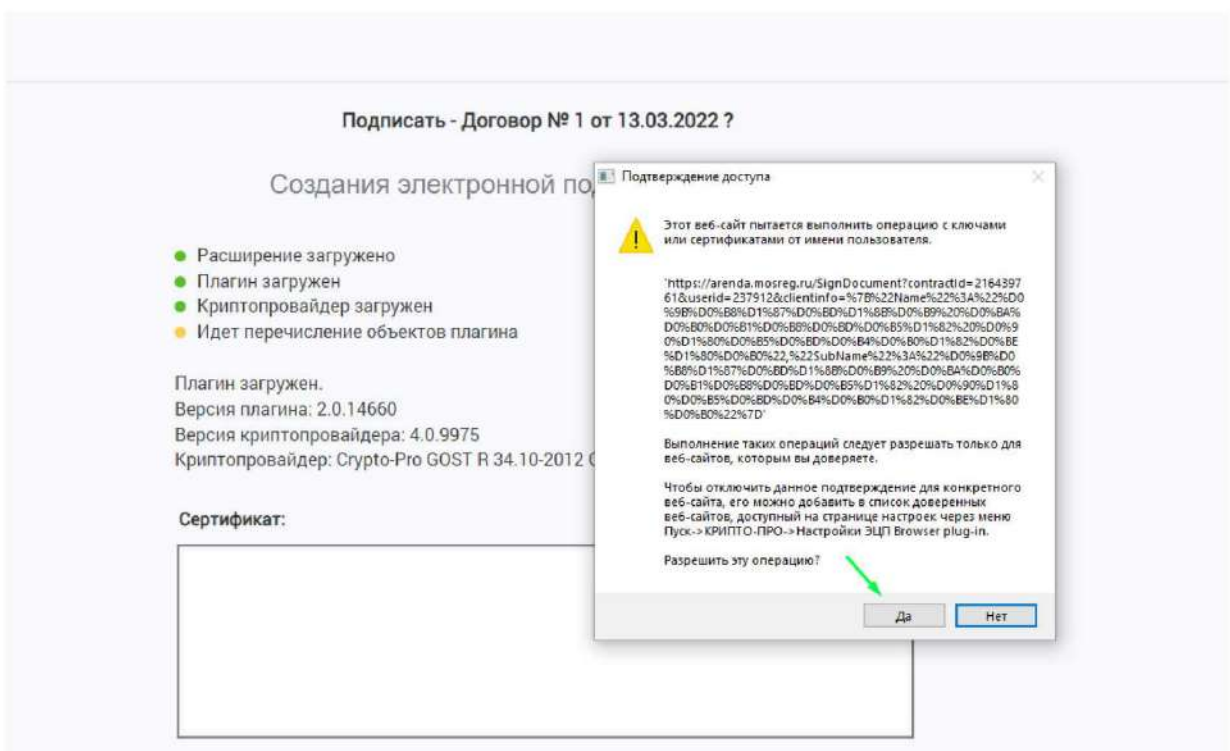 Подписать - Договор № 1 от 13.03.2022 ?
Создания электронной по
Расширение загружено
Плагин загружен
Криптопровайдер загружен
Идет перечисление объектов плагина
Плагин загружен.
Версия плагина: 2.0.14660
Версия криптопровайдера: 4.0.9975
Криптопровайдер: Crypto-Pro GOST R 34.10-2012
Сертификат:
Подтверждение доступа
Этот веб-сайт пытается выполнить операцию с ключами
или сертификатами от имени пользователя.
'https://arenda.mosreg.ru/SignDocument?contractId=2164397
61&userid=237912&clientinfo=%7B%22Name%22%3A%22%D0
%9B%D0%B8%D1%87%D0%BD%D1%8B%D0%B9%20%D0%BA%
D0%B0%D0%B1%D0%B8%D0%BD%D0%B5%D1%82%20%D0%9
0%D1%80%D0%B5%D0%BD%D0%B4%D0%B0%D1%82%D0%BE
%D1%80%D0%B0%22,%22SubName%22%3A%22%D0%9B%D0
%B8%D1%87%D0%BD%D1%8B%D0%B9%20%D0%BA%D0%B0%
D0%B1%D0%B8%D0%BD%D0%B5%D1%82%20%D0%90%D1%8
0%D0%B5%D0%BD%D0%B4%D0%B0%D1%82%D0%BE%D1%80
%D0%B0%22%7D'
Выполнение таких операций следует разрешать только для
веб-сайтов, которым вы доверяете.
Чтобы отключить данное подтверждение для конкретного
веб-сайта, его можно добавить в список доверенных
веб-сайтов, доступный на странице настроек через меню
Пуск->КРИПТО-ПРО->Настройки ЭЦП Browser plug-in.
Разрешить эту операцию?
Да
Нет